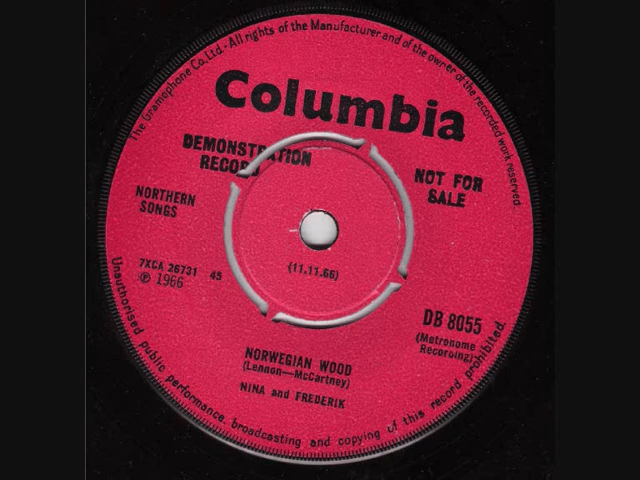 The Gramophone Co. Ltd. - All rights of the Manufacturer and of the owner of the recorded work reserved.
Columbia
DEMONSTRATION
RECORD
NOT FOR
SALE
NORTHERN
SONGS
7XCA 26731 45
℗ 1966
(11.11.66)
DB 8055
(Metronome
Recording)
NORWEGIAN WOOD
(Lennon—McCartney)
NINA and FREDERIK
Unauthorised public performance, broadcasting and copying of this record prohibited.